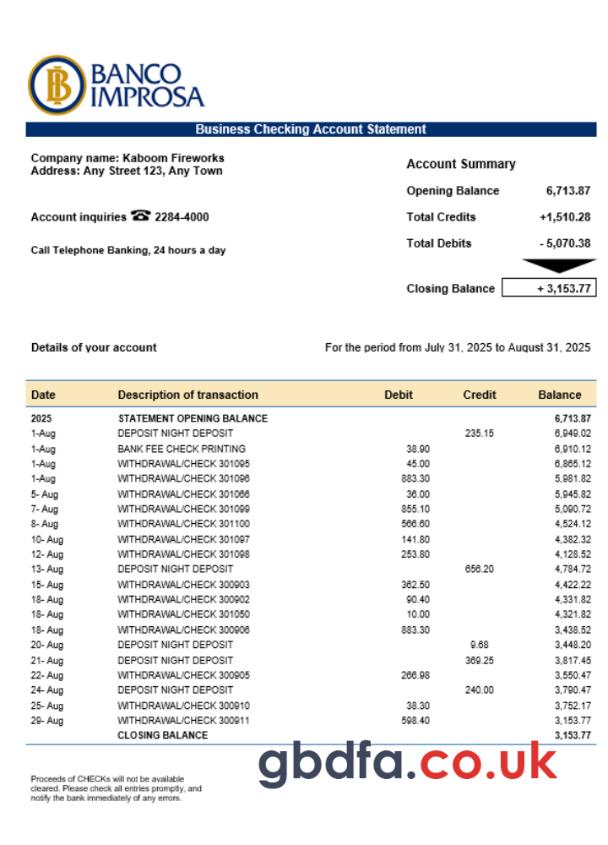 BANCO
IMPROSA
Business Checking Account Statement
Company name: Kaboom Fireworks
Address: Any Street 123, Any Town
Account inquiries ☎ 2284-4000
Call Telephone Banking, 24 hours a day
Account Summary
Opening Balance 6,713.87
Total Credits +1,510.28
Total Debits - 5,070.38
Closing Balance + 3,153.77
Details of your account For the period from July 31, 2025 to August 31, 2025
Date Description of transaction Debit Credit Balance
2025 STATEMENT OPENING BALANCE 6,713.87
1-Aug DEPOSIT NIGHT DEPOSIT 235.15 6,949.02
1-Aug BANK FEE CHECK PRINTING 38.90 6,910.12
1-Aug WITHDRAWAL/CHECK 301095 45.00 6,865.12
1-Aug WITHDRAWAL/CHECK 301096 883.30 5,981.82
5- Aug WITHDRAWAL/CHECK 301066 36.00 5,945.82
7- Aug WITHDRAWAL/CHECK 301099 855.10 5,090.72
8- Aug WITHDRAWAL/CHECK 301100 566.60 4,524.12
10- Aug WITHDRAWAL/CHECK 301097 141.80 4,382.32
12- Aug WITHDRAWAL/CHECK 301098 253.80 4,128.52
13- Aug DEPOSIT NIGHT DEPOSIT 656.20 4,784.72
15- Aug WITHDRAWAL/CHECK 300903 362.50 4,422.22
18- Aug WITHDRAWAL/CHECK 300902 90.40 4,331.82
18- Aug WITHDRAWAL/CHECK 301050 10.00 4,321.82
18- Aug WITHDRAWAL/CHECK 300906 883.30 3,438.52
20- Aug DEPOSIT NIGHT DEPOSIT 9.68 3,448.20
21- Aug DEPOSIT NIGHT DEPOSIT 369.25 3,817.45
22- Aug WITHDRAWAL/CHECK 300905 266.98 3,550.47
24- Aug DEPOSIT NIGHT DEPOSIT 240.00 3,790.47
25- Aug WITHDRAWAL/CHECK 300910 38.30 3,752.17
29- Aug WITHDRAWAL/CHECK 300911 598.40 3,153.77
CLOSING BALANCE 3,153.77
gbdfa.co.uk
Proceeds of CHECKs will not be available
cleared. Please check all entries promptly, and
notify the bank immediately of any errors.